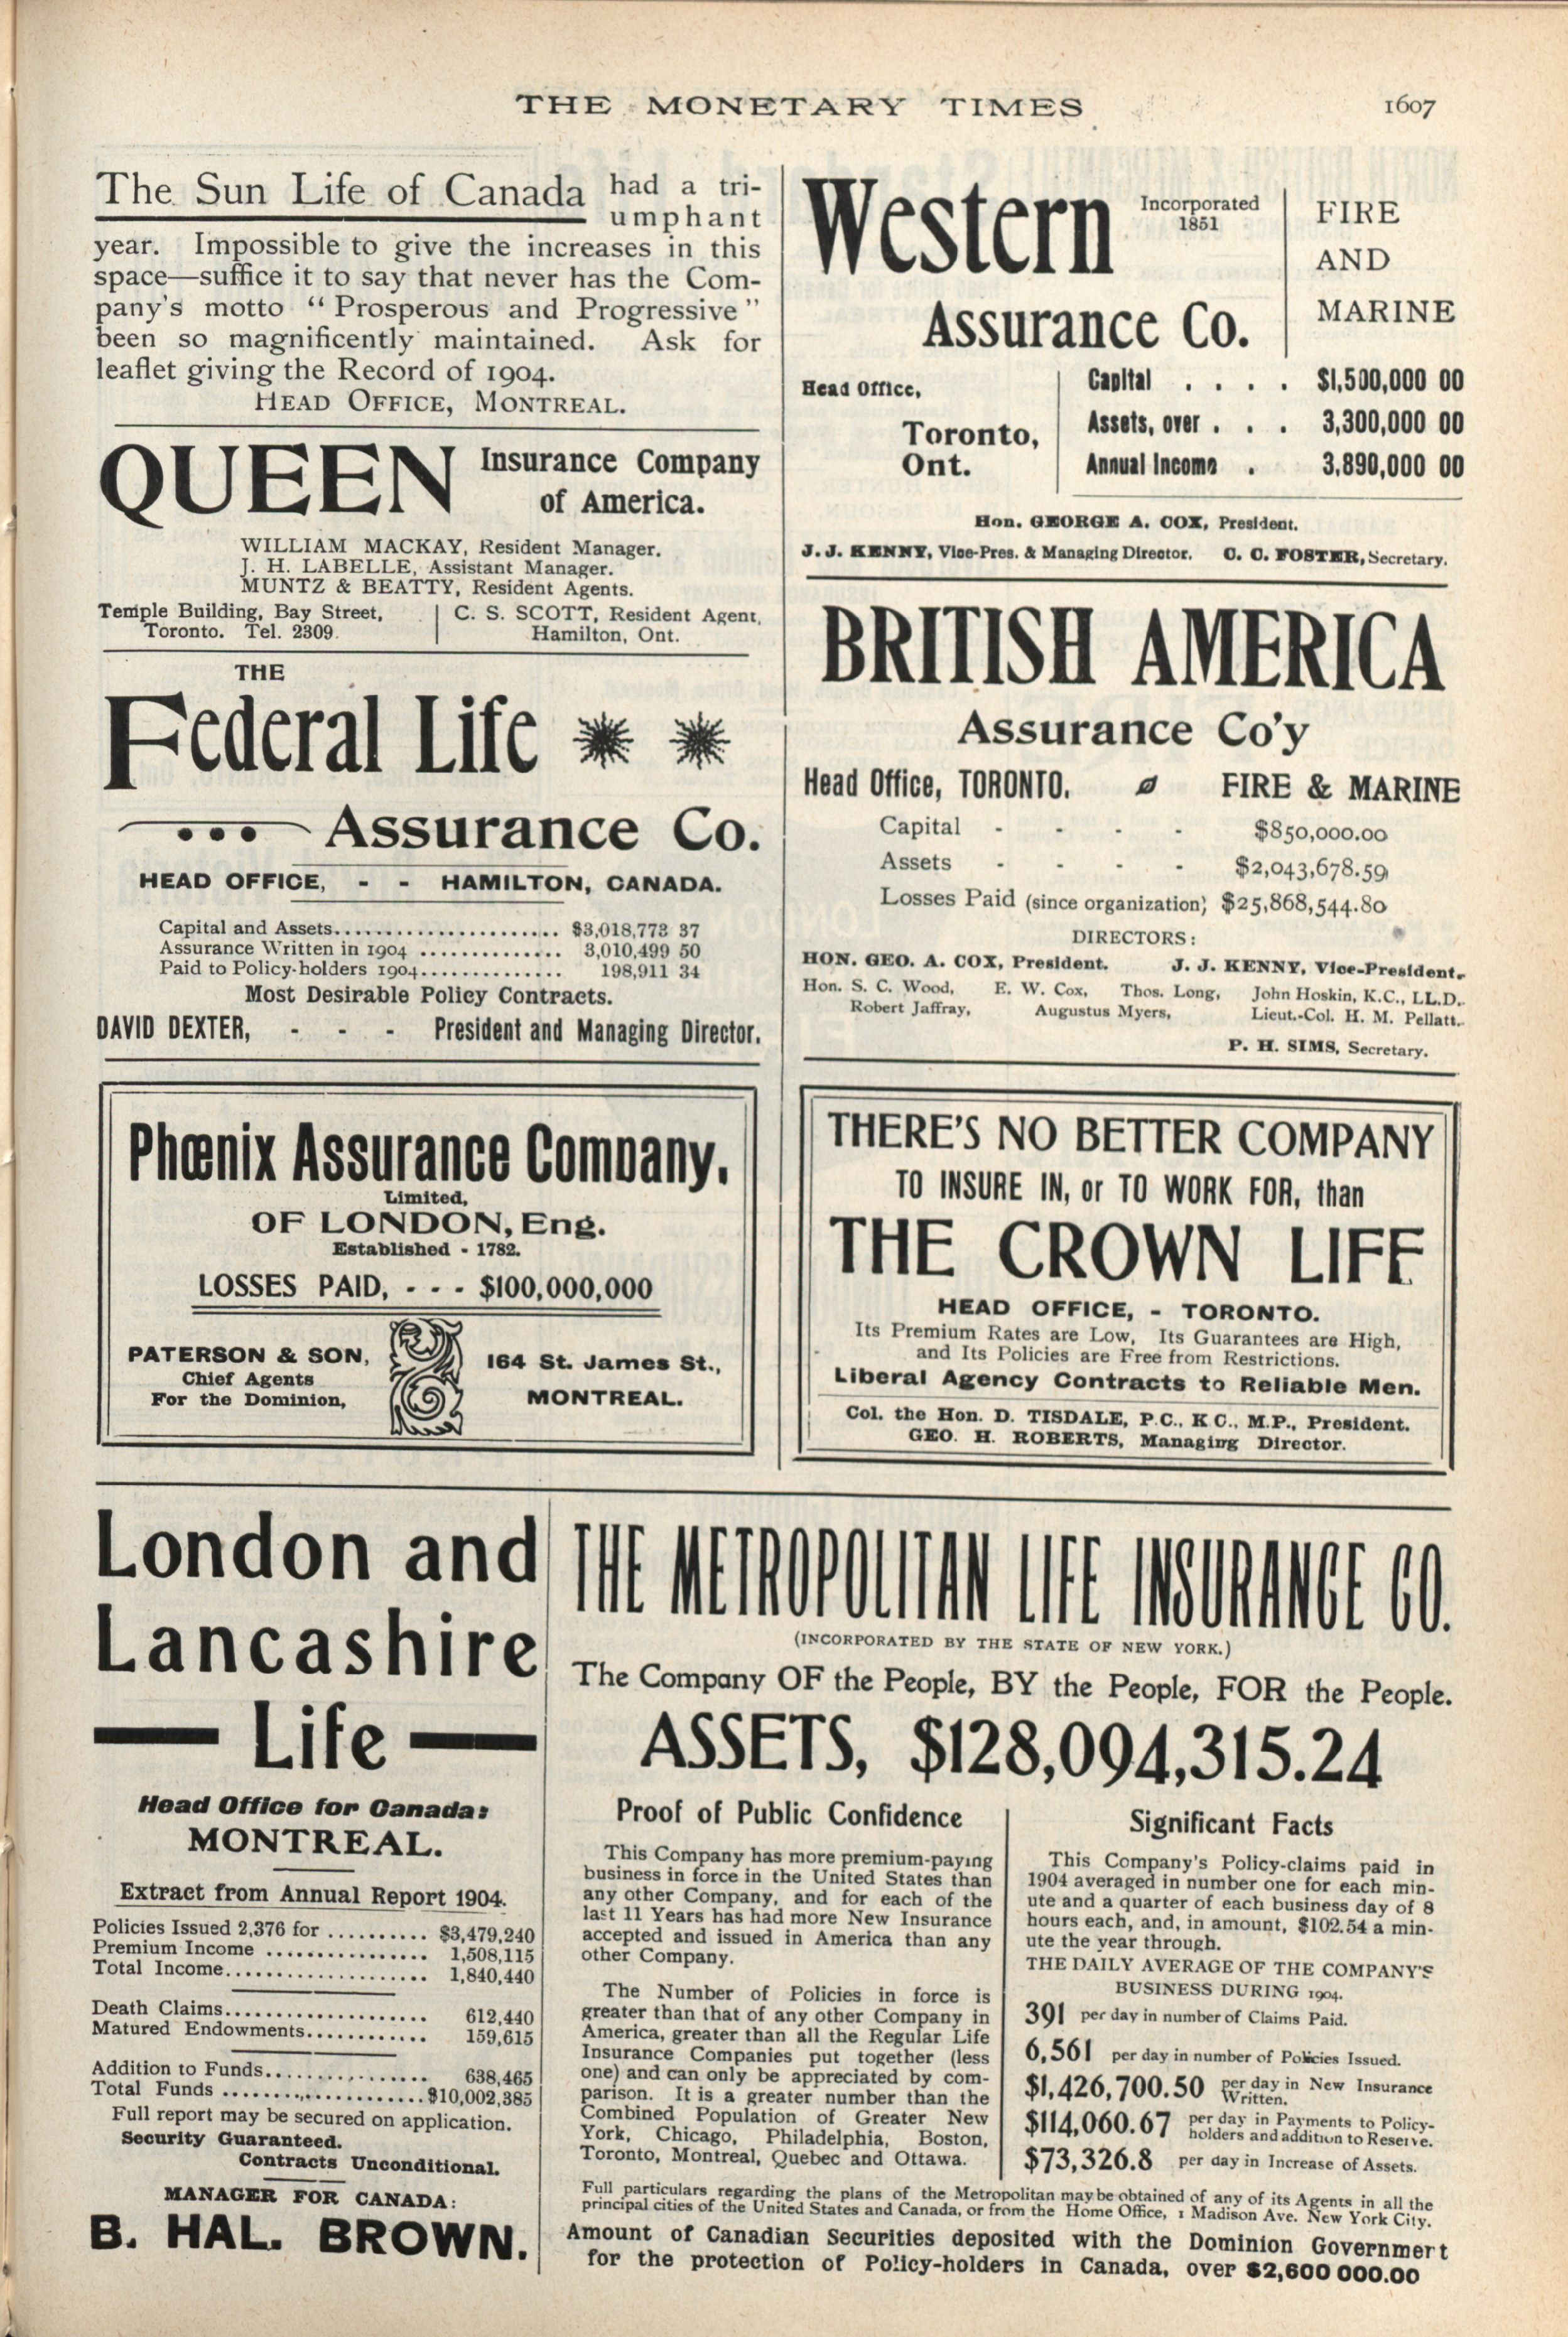 THE MONETARY TIMES
1607
The Sun Life of Canada had a tri-
umphant
year. Impossible to give the increases in this
space—suffice it to say that never has the Com-
pany's motto "Prosperous and Progressive"
been so magnificently maintained. Ask for
leaflet giving the Record of 1904.
HEAD OFFICE, MONTREAL.
QUEEN Insurance Company
of America.
WILLIAM MACKAY, Resident Manager.
J. H. LABELLE, Assistant Manager.
MUNTZ & BEATTY, Resident Agents.
Temple Building, Bay Street,
Toronto. Tel. 2309.
C. S. SCOTT, Resident Agent,
Hamilton, Ont.
THE
Federal Life
... Assurance Co.
HEAD OFFICE, - - HAMILTON, CANADA.
Capital and Assets...................... $3,018,773 37
Assurance Written in 1904 .............. 3,010,499 50
Paid to Policy-holders 1904.............. 198,911 34
Most Desirable Policy Contracts.
DAVID DEXTER, - - - President and Managing Director.
Phœnix Assurance Company,
Limited,
OF LONDON, Eng.
Established - 1782.
LOSSES PAID, - - - $100,000,000
PATERSON & SON,
Chief Agents
For the Dominion,
164 St. James St.,
MONTREAL.
Western
Incorporated
1851
FIRE
AND
MARINE
Assurance Co.
Head Office,
Toronto,
Ont.
Capital . . . . $1,500,000 00
Assets, over . . . 3,300,000 00
Annual Income . 3,890,000 00
Hon. GEORGE A. COX, President.
J. J. KENNY, Vice-Pres. & Managing Director. C. C. FOSTER, Secretary.
BRITISH AMERICA
Assurance Co'y
Head Office, TORONTO. FIRE & MARINE
Capital - - - - $850,000.00
Assets - - - - $2,043,678.59
Losses Paid (since organization) $25,868,544.80
DIRECTORS:
HON. GEO. A. COX, President. J. J. KENNY, Vice-President.
Hon. S. C. Wood, E. W. Cox, Thos. Long, John Hoskin, K.C., LL.D.
Robert Jaffray, Augustus Myers, Lieut.-Col. H. M. Pellatt.
P. H. SIMS, Secretary.
THERE'S NO BETTER COMPANY
TO INSURE IN, or TO WORK FOR, than
THE CROWN LIFE
HEAD OFFICE, - TORONTO.
Its Premium Rates are Low, Its Guarantees are High,
and Its Policies are Free from Restrictions.
Liberal Agency Contracts to Reliable Men.
Col. the Hon. D. TISDALE, P.C., K C., M.P., President.
GEO. H. ROBERTS, Managing Director.
London and
Lancashire
— Life —
Head Office for Canada:
MONTREAL.
Extract from Annual Report 1904.
Policies Issued 2,376 for .......... $3,479,240
Premium Income ................ 1,508,115
Total Income.................... 1,840,440
Death Claims.................... 612,440
Matured Endowments............ 159,615
Addition to Funds................ 638,465
Total Funds ....................$10,002,385
Full report may be secured on application.
Security Guaranteed.
Contracts Unconditional.
MANAGER FOR CANADA:
B. HAL. BROWN.
THE METROPOLITAN LIFE INSURANCE CO.
(INCORPORATED BY THE STATE OF NEW YORK.)
The Company OF the People, BY the People, FOR the People.
ASSETS, $128,094,315.24
Proof of Public Confidence
This Company has more premium-paying
business in force in the United States than
any other Company, and for each of the
last 11 Years has had more New Insurance
accepted and issued in America than any
other Company.
The Number of Policies in force is
greater than that of any other Company in
America, greater than all the Regular Life
Insurance Companies put together (less
one) and can only be appreciated by com-
parison. It is a greater number than the
Combined Population of Greater New
York, Chicago, Philadelphia, Boston,
Toronto, Montreal, Quebec and Ottawa.
Significant Facts
This Company's Policy-claims paid in
1904 averaged in number one for each min-
ute and a quarter of each business day of 8
hours each, and, in amount, $102.54 a min-
ute the year through.
THE DAILY AVERAGE OF THE COMPANY'S
BUSINESS DURING 1904.
391 per day in number of Claims Paid.
6,561 per day in number of Policies Issued.
$1,426,700.50 per day in New Insurance
Written.
$114,060.67 per day in Payments to Policy-
holders and addition to Reserve.
$73,326.8 per day in Increase of Assets.
Full particulars regarding the plans of the Metropolitan may be obtained of any of its Agents in all the
principal cities of the United States and Canada, or from the Home Office, 1 Madison Ave. New York City.
Amount of Canadian Securities deposited with the Dominion Government
for the protection of Policy-holders in Canada, over $2,600 000.00